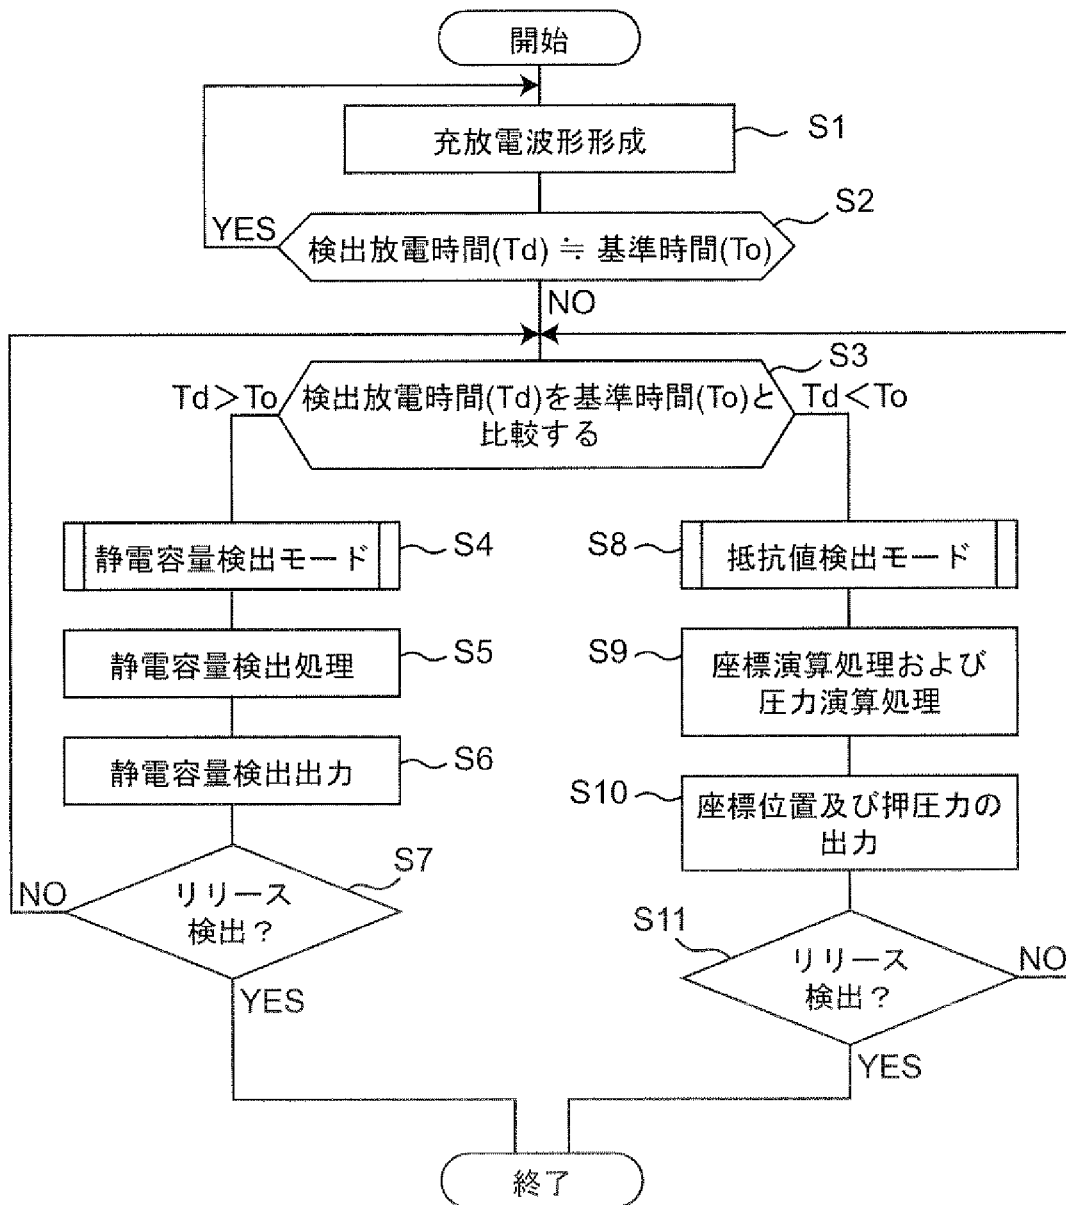 開始
充放電波形形成
S1
S2
YES
検出放電時間(Td) ≒ 基準時間(To)
NO
S3
Td＞To
検出放電時間(Td)を基準時間(To)と
比較する
Td＜To
静電容量検出モード
S4
静電容量検出処理
S5
静電容量検出出力
S6
S7
NO
リリース
検出？
YES
S8
抵抗値検出モード
S9
座標演算処理および
圧力演算処理
S10
座標位置及び押圧力の
出力
S11
リリース
検出？
NO
YES
終了